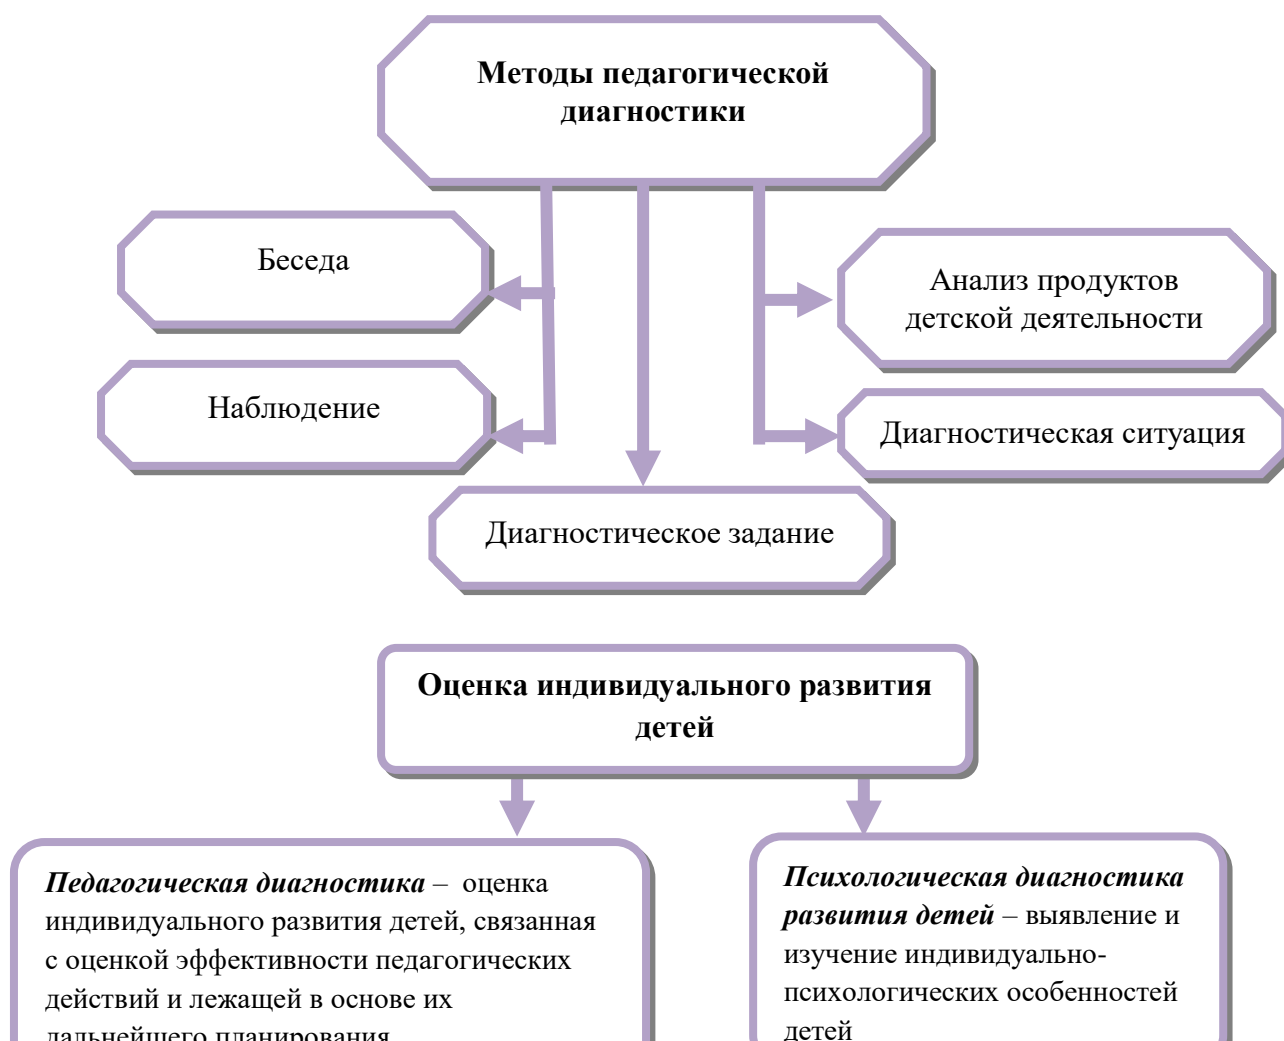 Методы педагогической
диагностики
Беседа
Анализ продуктов
детской деятельности
Наблюдение
Диагностическая ситуация
Диагностическое задание
Оценка индивидуального развития
детей
Педагогическая диагностика – оценка
индивидуального развития детей, связанная
с оценкой эффективности педагогических
действий и лежащей в основе их
дальнейшего планирования
Психологическая диагностика
развития детей – выявление и
изучение индивидуально-
психологических особенностей
детей